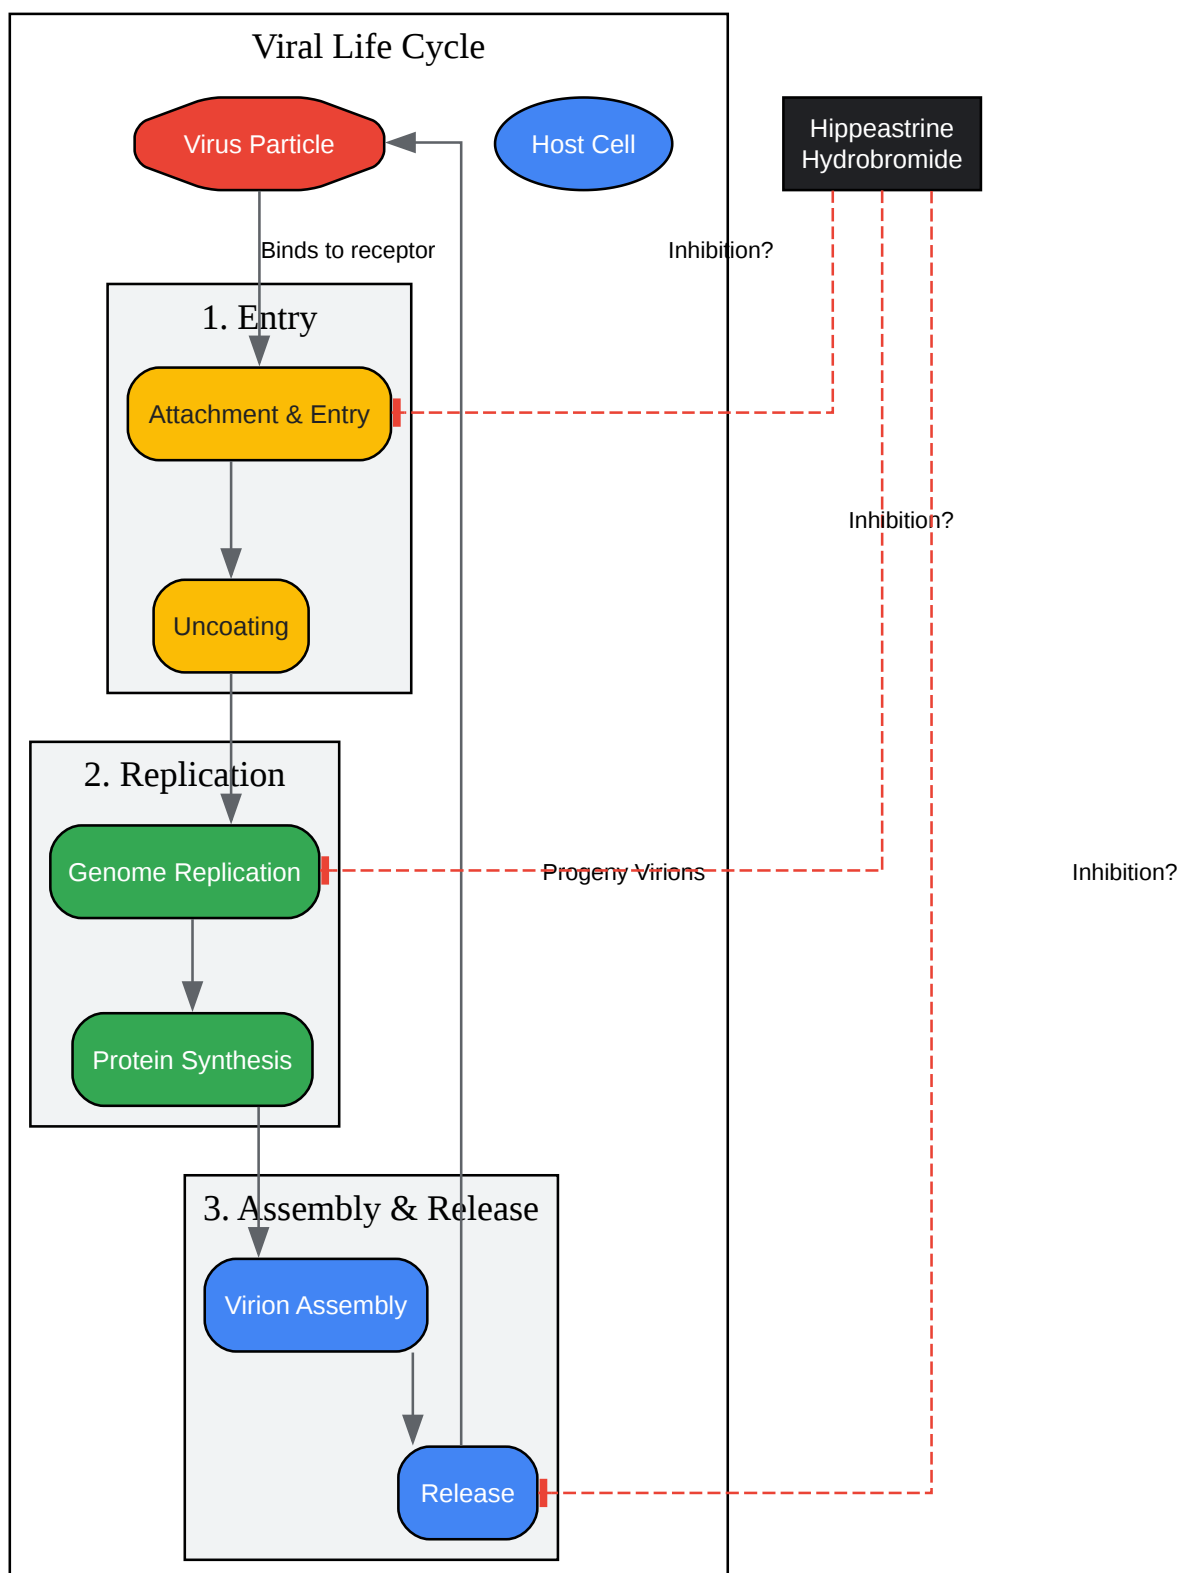 Viral Life Cycle
Virus Particle
Host Cell
Hippeastrine
Hydrobromide
Binds to receptor
Inhibition?
1. Entry
Attachment & Entry
Inhibition?
Uncoating
2. Replication
Genome Replication
Progeny Virions
Inhibition?
Protein Synthesis
3. Assembly & Release
Virion Assembly
Release